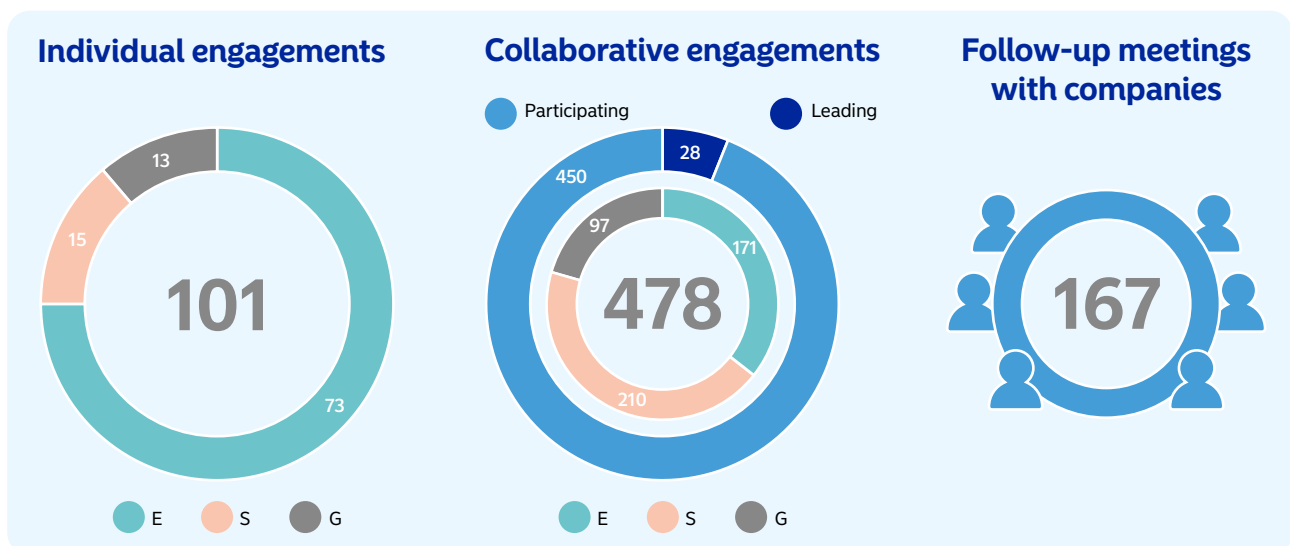 Individual engagements
13
15
101
73
E
S
G
Collaborative engagements
Participating
Leading
28
450
97
171
478
210
E
S
G
Follow-up meetings
with companies
167